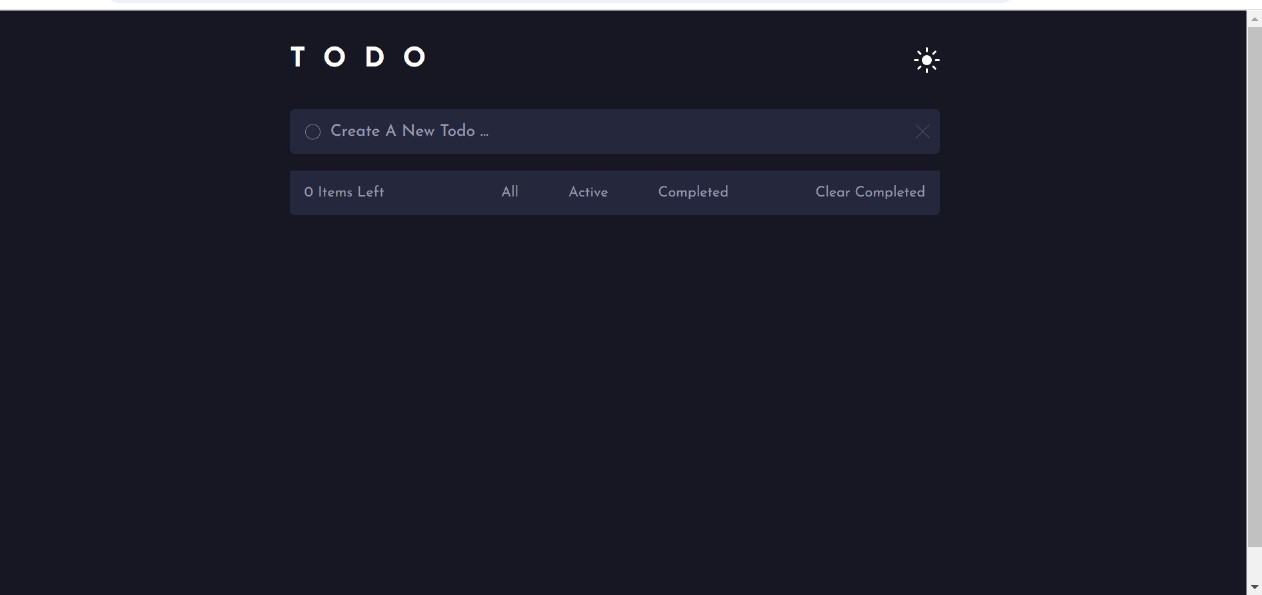 T O D O
Create A New Todo ...
0 Items Left All Active Completed Clear Completed